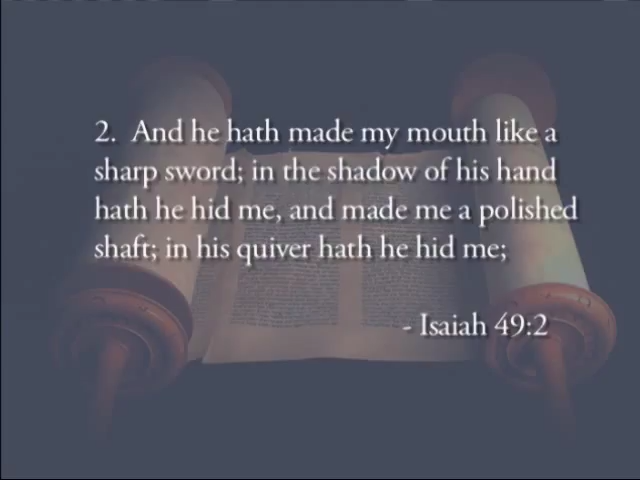 2. And he hath made my mouth like a
sharp sword; in the shadow of his hand
hath he hid me, and made me a polished
shaft; in his quiver hath he hid me;
- Isaiah 49:2